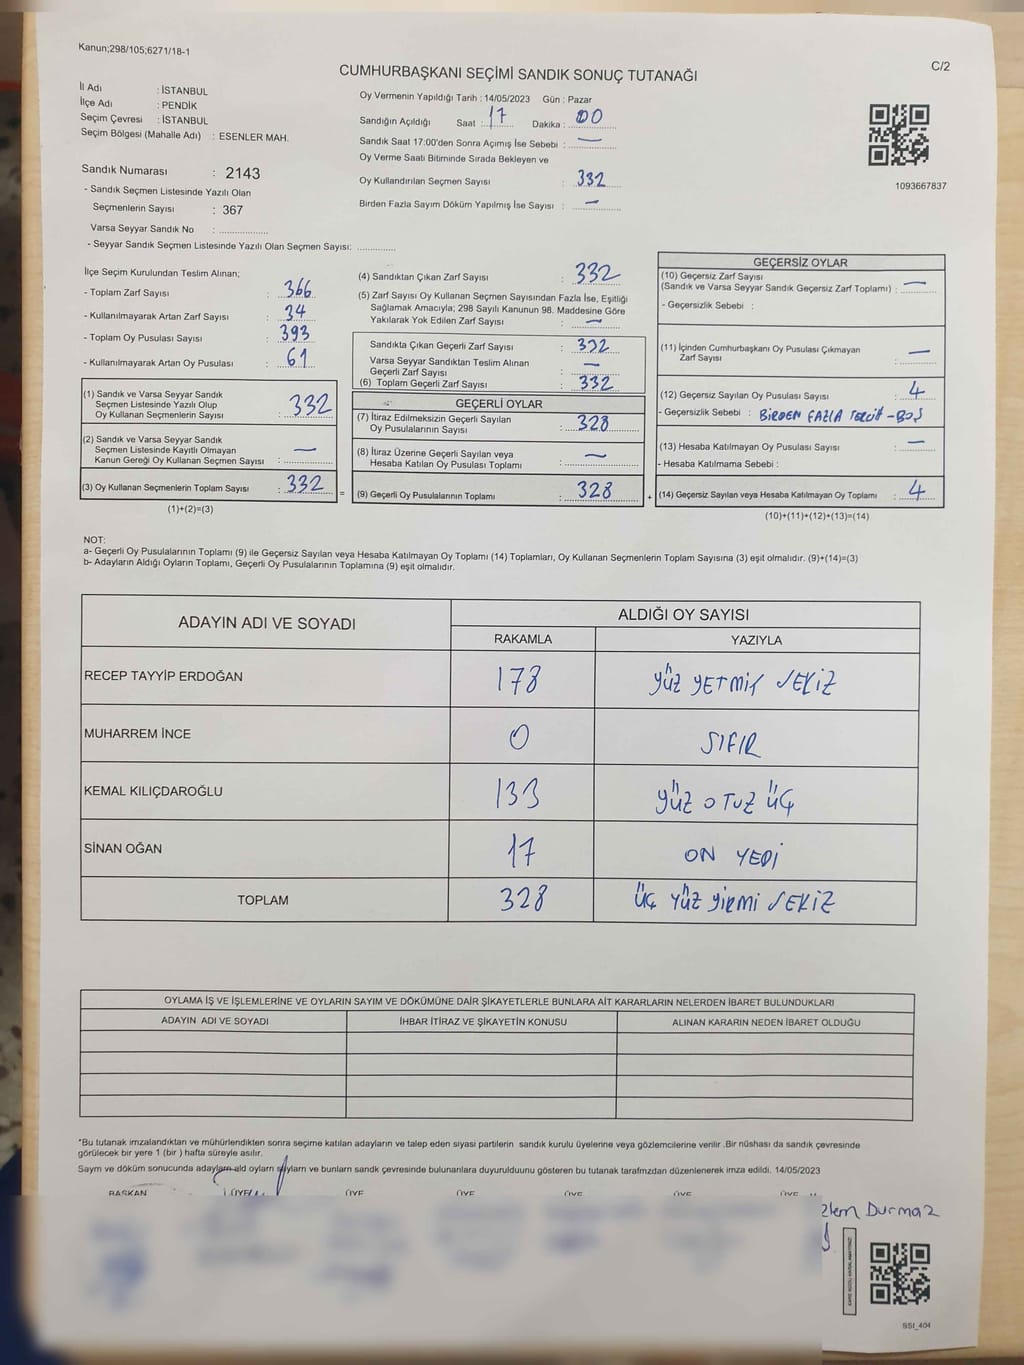 Kanun;298/105;6271/18-1
C/2
CUMHURBAŞKANI SEÇİMİ SANDIK SONUÇ TUTANAĞI
İl Adı : İSTANBUL
İlçe Adı : PENDİK
Seçim Çevresi : İSTANBUL
Seçim Bölgesi (Mahalle Adı) : ESENLER MAH.
Sandık Numarası : 2143
- Sandık Seçmen Listesinde Yazılı Olan
Seçmenlerin Sayısı : 367
Varsa Seyyar Sandık No :
- Seyyar Sandık Seçmen Listesinde Yazılı Olan Seçmen Sayısı:
Oy Vermenin Yapıldığı Tarih : 14/05/2023 Gün : Pazar
Sandığın Açıldığı Saat : 17 Dakika : 00
Sandık Saat 17:00'den Sonra Açımış İse Sebebi : —
Oy Verme Saati Bitiminde Sırada Bekleyen ve
Oy Kullandırılan Seçmen Sayısı : 332
Birden Fazla Sayım Döküm Yapılmış İse Sayısı : —
1093667837
İlçe Seçim Kurulundan Teslim Alınan;
- Toplam Zarf Sayısı : 366
- Kullanılmayarak Artan Zarf Sayısı : 34
- Toplam Oy Pusulası Sayısı : 393
- Kullanılmayarak Artan Oy Pusulası : 61
(1) Sandık ve Varsa Seyyar Sandık
Seçmen Listesinde Yazılı Olup
Oy Kullanan Seçmenlerin Sayısı : 332
(2) Sandık ve Varsa Seyyar Sandık
Seçmen Listesinde Kayıtlı Olmayan
Kanun Gereği Oy Kullanan Seçmen Sayısı : —
(3) Oy Kullanan Seçmenlerin Toplam Sayısı : 332
(1)+(2)=(3)
=
(4) Sandıktan Çıkan Zarf Sayısı : 332
(5) Zarf Sayısı Oy Kullanan Seçmen Sayısından Fazla İse, Eşitliği
Sağlamak Amacıyla; 298 Sayılı Kanunun 98. Maddesine Göre
Yakılarak Yok Edilen Zarf Sayısı : —
Sandıkta Çıkan Geçerli Zarf Sayısı : 332
Varsa Seyyar Sandıktan Teslim Alınan
Geçerli Zarf Sayısı : —
(6) Toplam Geçerli Zarf Sayısı : 332
GEÇERLİ OYLAR
(7) İtiraz Edilmeksizin Geçerli Sayılan
Oy Pusulalarının Sayısı : 328
(8) İtiraz Üzerine Geçerli Sayılan veya
Hesaba Katılan Oy Pusulası Toplamı : —
(9) Geçerli Oy Pusulalarının Toplamı : 328
+
GEÇERSİZ OYLAR
(10) Geçersiz Zarf Sayısı
(Sandık ve Varsa Seyyar Sandık Geçersiz Zarf Toplamı) : —
- Geçersizlik Sebebi :
(11) İçinden Cumhurbaşkanı Oy Pusulası Çıkmayan
Zarf Sayısı : —
(12) Geçersiz Sayılan Oy Pusulası Sayısı : 4
- Geçersizlik Sebebi : BİRDEN FAZLA TERCİH - BOŞ
(13) Hesaba Katılmayan Oy Pusulası Sayısı : —
- Hesaba Katılmama Sebebi :
(14) Geçersiz Sayılan veya Hesaba Katılmayan Oy Toplamı : 4
(10)+(11)+(12)+(13)=(14)
NOT:
a- Geçerli Oy Pusulalarının Toplamı (9) ile Geçersiz Sayılan veya Hesaba Katılmayan Oy Toplamı (14) Toplamları, Oy Kullanan Seçmenlerin Toplam Sayısına (3) eşit olmalıdır. (9)+(14)=(3)
b- Adayların Aldığı Oyların Toplamı, Geçerli Oy Pusulalarının Toplamına (9) eşit olmalıdır.
ADAYIN ADI VE SOYADI
ALDIĞI OY SAYISI
RAKAMLA YAZIYLA
RECEP TAYYİP ERDOĞAN 178 YÜZ YETMİŞ SEKİZ
MUHARREM İNCE 0 SIFIR
KEMAL KILIÇDAROĞLU 133 YÜZ OTUZ ÜÇ
SİNAN OĞAN 17 ON YEDİ
TOPLAM 328 ÜÇ YÜZ YİRMİ SEKİZ
OYLAMA İŞ VE İŞLEMLERİNE VE OYLARIN SAYIM VE DÖKÜMÜNE DAİR ŞİKAYETLERLE BUNLARA AİT KARARLARIN NELERDEN İBARET BULUNDUKLARI
ADAYIN ADI VE SOYADI İHBAR İTİRAZ VE ŞİKAYETİN KONUSU ALINAN KARARIN NEDEN İBARET OLDUĞU
*Bu tutanak imzalandıktan ve mühürlendikten sonra seçime katılan adayların ve talep eden siyasi partilerin sandık kurulu üyelerine veya gözlemcilerine verilir .Bir nüshası da sandık çevresinde
görülecek bir yere 1 (bir ) hafta süreyle asılır.
Sayım ve döküm sonucunda adayların ald oyların sayların ve bunların sandk çevresinde bulunanlara duyurulduunu gösteren bu tutanak tarafmzdan düzenlenerek imza edildi. 14/05/2023
BAŞKAN ÜYE ÜYE ÜYE ÜYE ÜYE ÜYE
Durmaz
SSI_404